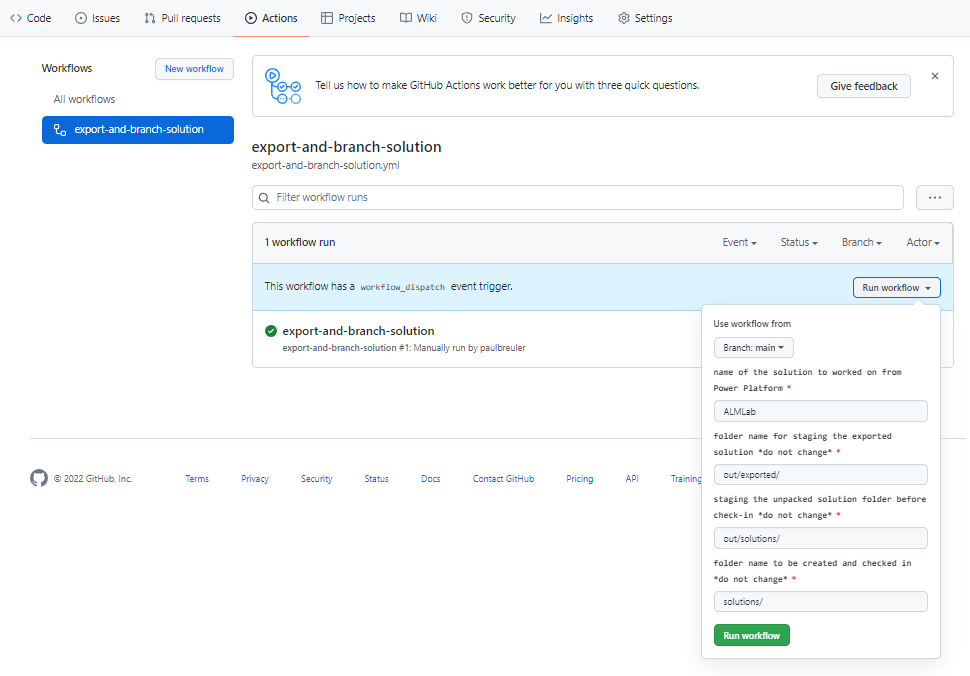 Code Issues Pull requests Actions Projects Wiki Security Insights Settings
Workflows
New workflow
All workflows
export-and-branch-solution
Tell us how to make GitHub Actions work better for you with three quick questions.
Give feedback
export-and-branch-solution
export-and-branch-solution.yml
Filter workflow runs
1 workflow run
Event Status Branch Actor
This workflow has a workflow_dispatch event trigger.
Run workflow
export-and-branch-solution
export-and-branch-solution #1: Manually run by paulbreuler
Use workflow from
Branch: main
name of the solution to worked on from
Power Platform *
ALMLab
folder name for staging the exported
solution *do not change* *
out/exported/
staging the unpacked solution folder before
check-in *do not change* *
out/solutions/
folder name to be created and checked in
*do not change* *
solutions/
Run workflow
© 2022 GitHub, Inc. Terms Privacy Security Status Docs Contact GitHub Pricing API Training